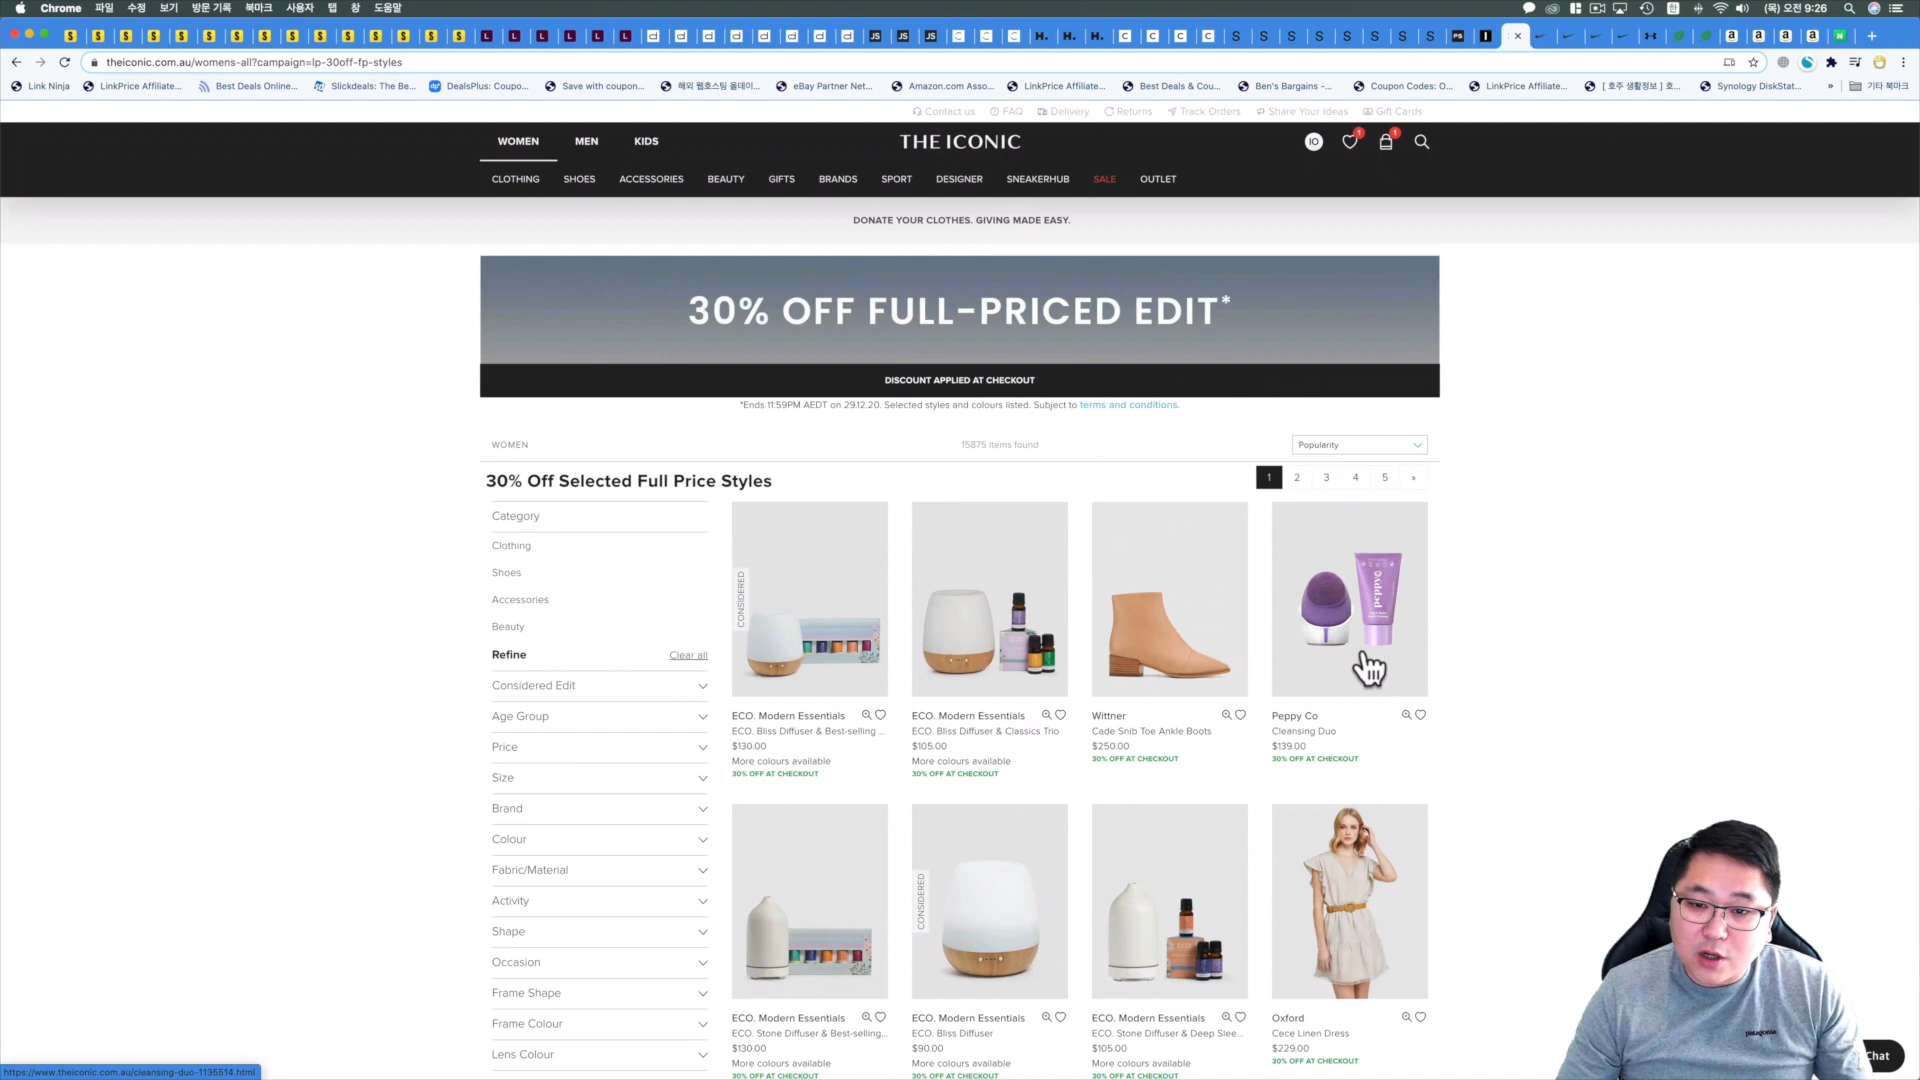 Chrome 파일 수정 보기 방문 기록 북마크 사용자 탭 창 도움말
(목) 오전 9:26
theiconic.com.au/womens-all?campaign=lp-30off-fp-styles
Link Ninja LinkPrice Affiliate... Best Deals Online... Slickdeals: The Be... DealsPlus: Coupo... Save with coupon... 해외 웹호스팅 올데이... eBay Partner Net... Amazon.com Asso... LinkPrice Affiliate... Best Deals & Cou... Ben's Bargains -... Coupon Codes: O... LinkPrice Affiliate... [ 호주 생활정보 ] 호... Synology DiskStat... » 기타 북마크
Contact us FAQ Delivery Returns Track Orders Share Your Ideas Gift Cards
WOMEN MEN KIDS THE ICONIC IO 1 1
CLOTHING SHOES ACCESSORIES BEAUTY GIFTS BRANDS SPORT DESIGNER SNEAKERHUB SALE OUTLET
DONATE YOUR CLOTHES. GIVING MADE EASY.
30% OFF FULL-PRICED EDIT*
DISCOUNT APPLIED AT CHECKOUT
*Ends 11:59PM AEDT on 29.12.20. Selected styles and colours listed. Subject to terms and conditions.
WOMEN 15875 items found Popularity
30% Off Selected Full Price Styles 1 2 3 4 5 »
Category
Clothing
Shoes
Accessories
Beauty
Refine Clear all
Considered Edit
Age Group
Price
Size
Brand
Colour
Fabric/Material
Activity
Shape
Occasion
Frame Shape
Frame Colour
Lens Colour
CONSIDERED
peppy
ECO. Modern Essentials
ECO. Bliss Diffuser & Best-selling ...
$130.00
More colours available
30% OFF AT CHECKOUT
ECO. Modern Essentials
ECO. Bliss Diffuser & Classics Trio
$105.00
More colours available
30% OFF AT CHECKOUT
Wittner
Cade Snib Toe Ankle Boots
$250.00
30% OFF AT CHECKOUT
Peppy Co
Cleansing Duo
$139.00
30% OFF AT CHECKOUT
CONSIDERED
ECO. Modern Essentials
ECO. Stone Diffuser & Best-selling...
$130.00
More colours available
30% OFF AT CHECKOUT
ECO. Modern Essentials
ECO. Bliss Diffuser
$90.00
More colours available
30% OFF AT CHECKOUT
ECO. Modern Essentials
ECO. Stone Diffuser & Deep Slee...
$105.00
More colours available
30% OFF AT CHECKOUT
Oxford
Cece Linen Dress
$229.00
30% OFF AT CHECKOUT
patagonia
Chat
https://www.theiconic.com.au/cleansing-duo-1135514.html